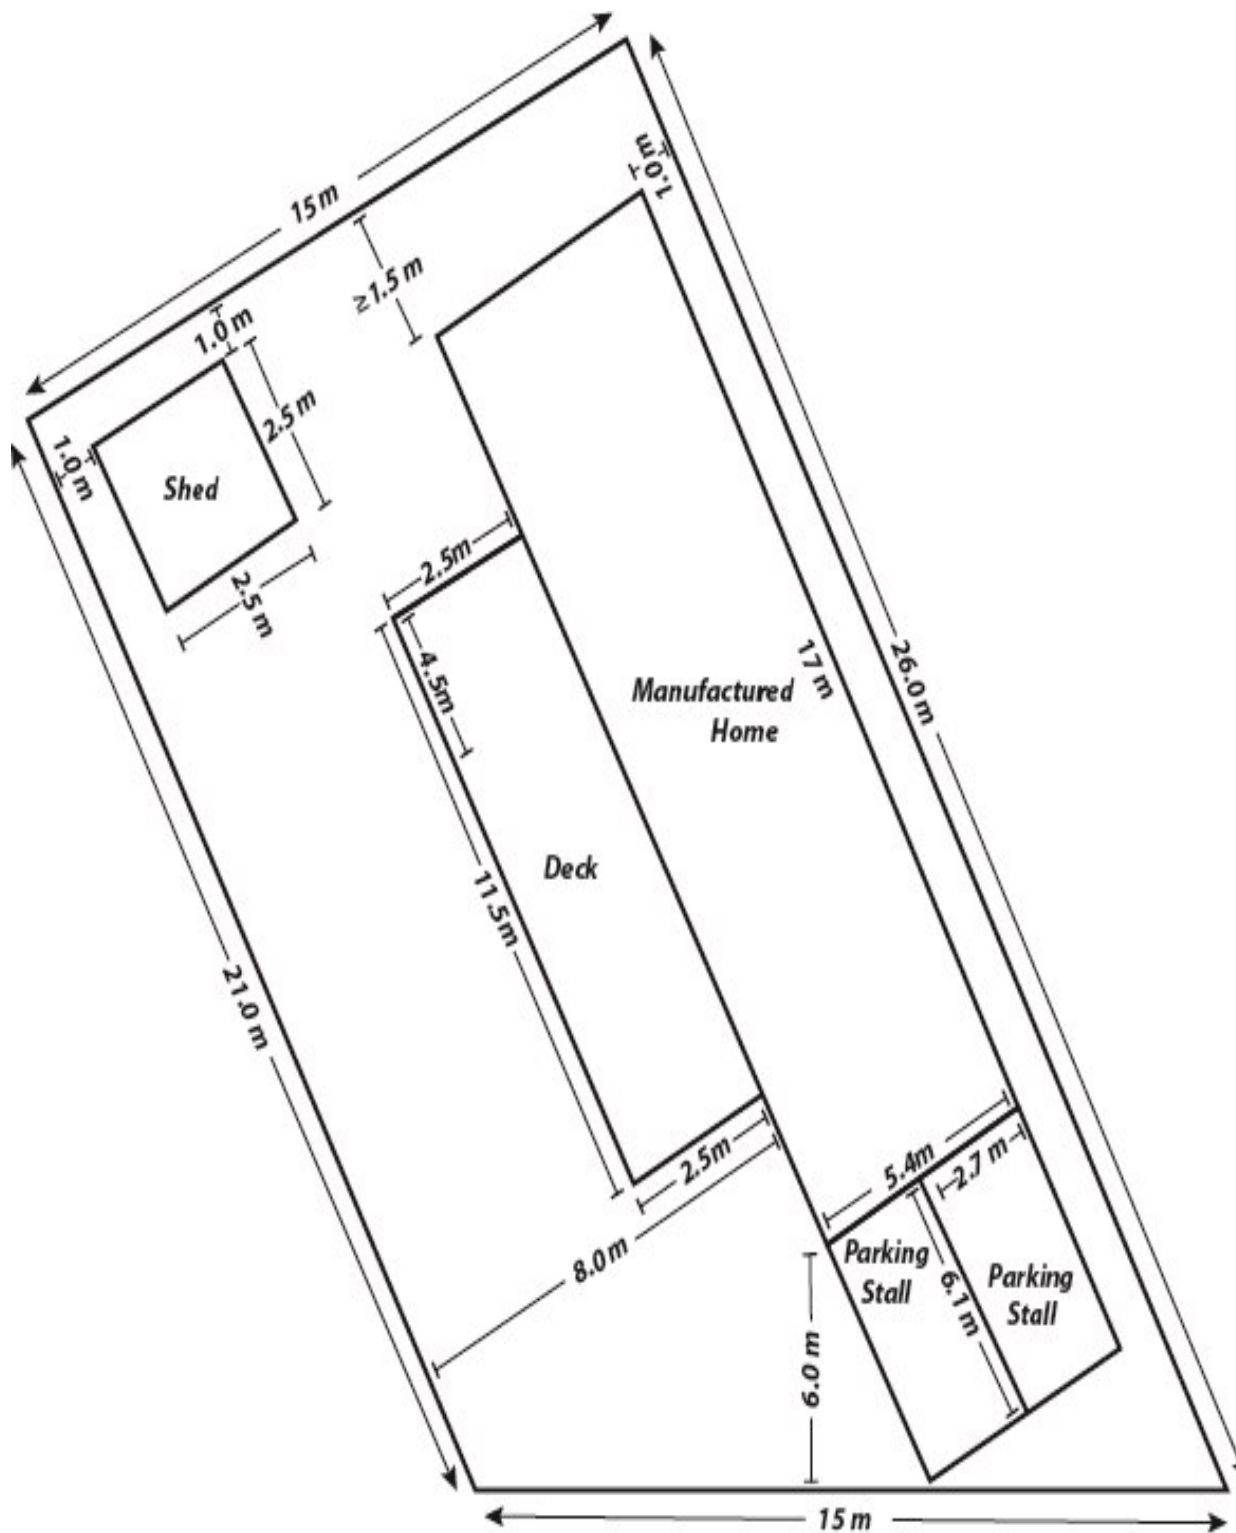 15 m
1.0 m
≥1.5 m
1.0 m
2.5 m
1.0 m
Shed
2.5m
2.5 m
4.5m
17 m
26.0 m
Manufactured
Home
Deck
11.5m
21.0 m
2.5m
5.4m
2.7 m
8.0 m
Parking
Stall
6.1 m
Parking
Stall
6.0 m
15 m